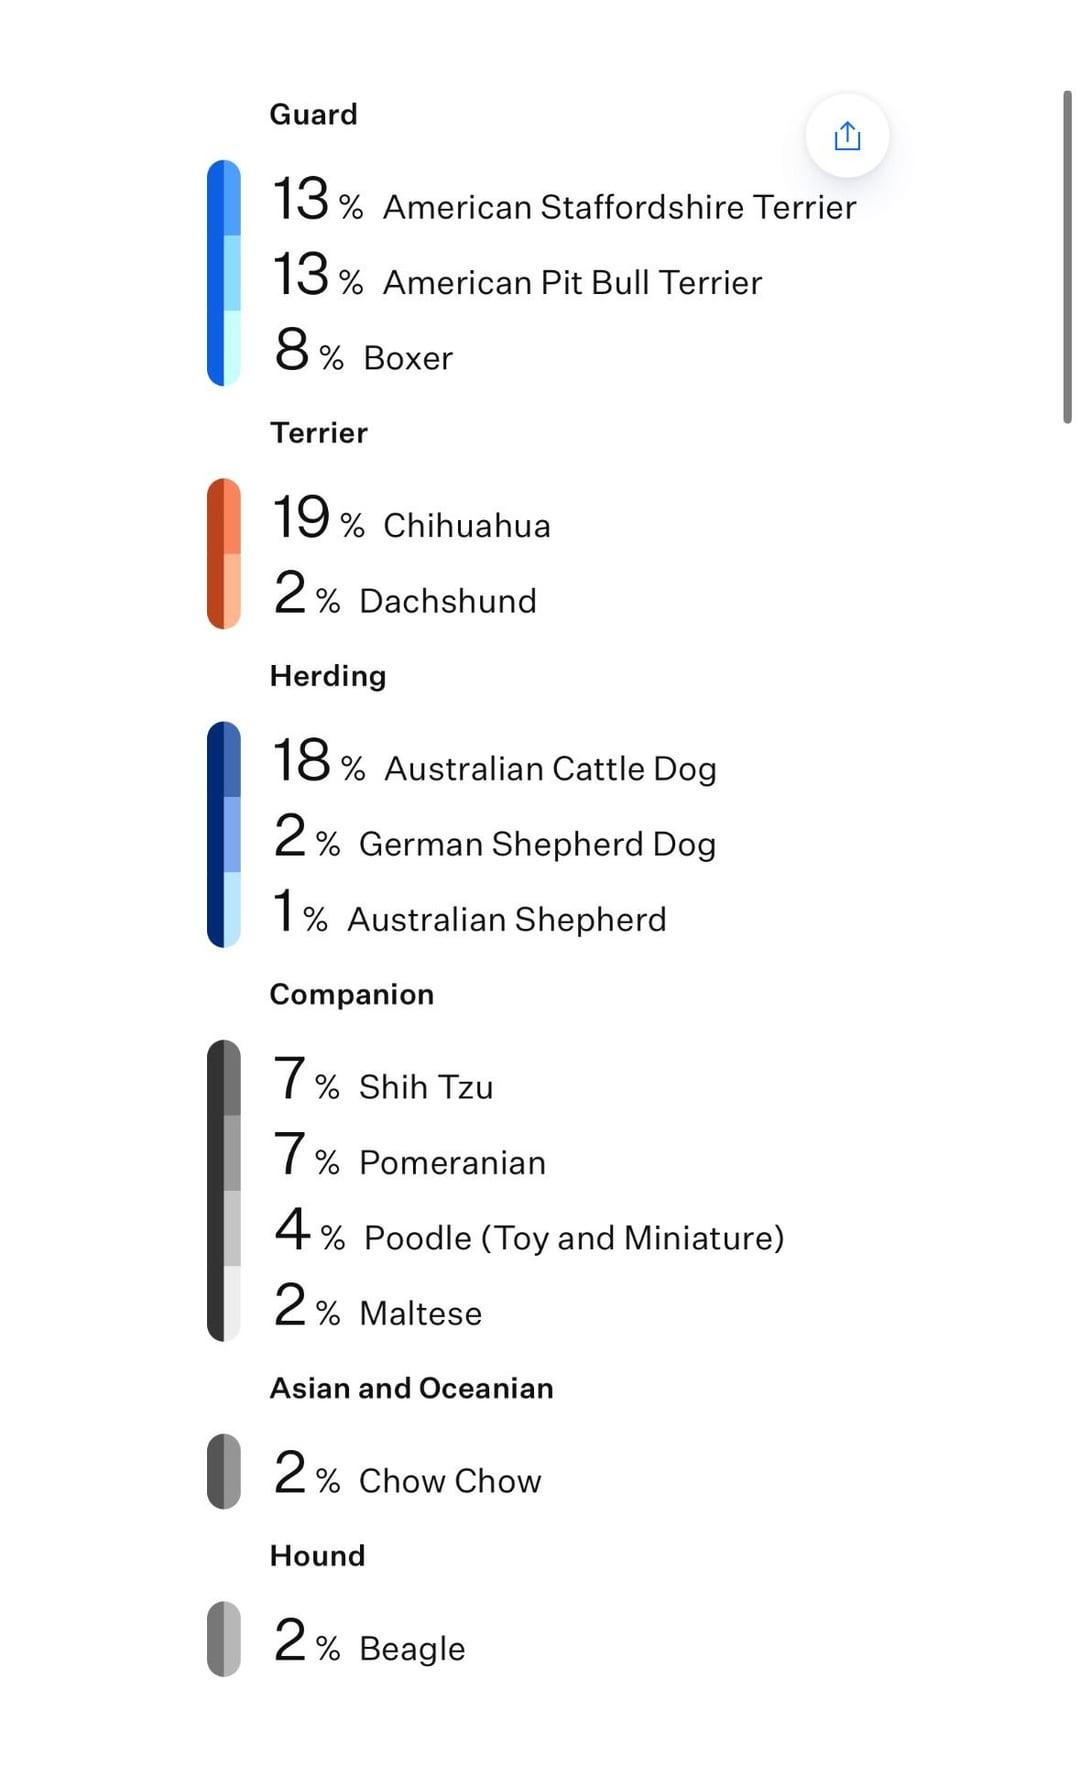 Guard
13 % American Staffordshire Terrier
13 % American Pit Bull Terrier
8 % Boxer
Terrier
19 % Chihuahua
2 % Dachshund
Herding
18 % Australian Cattle Dog
2 % German Shepherd Dog
1 % Australian Shepherd
Companion
7 % Shih Tzu
7 % Pomeranian
4 % Poodle (Toy and Miniature)
2 % Maltese
Asian and Oceanian
2 % Chow Chow
Hound
2 % Beagle